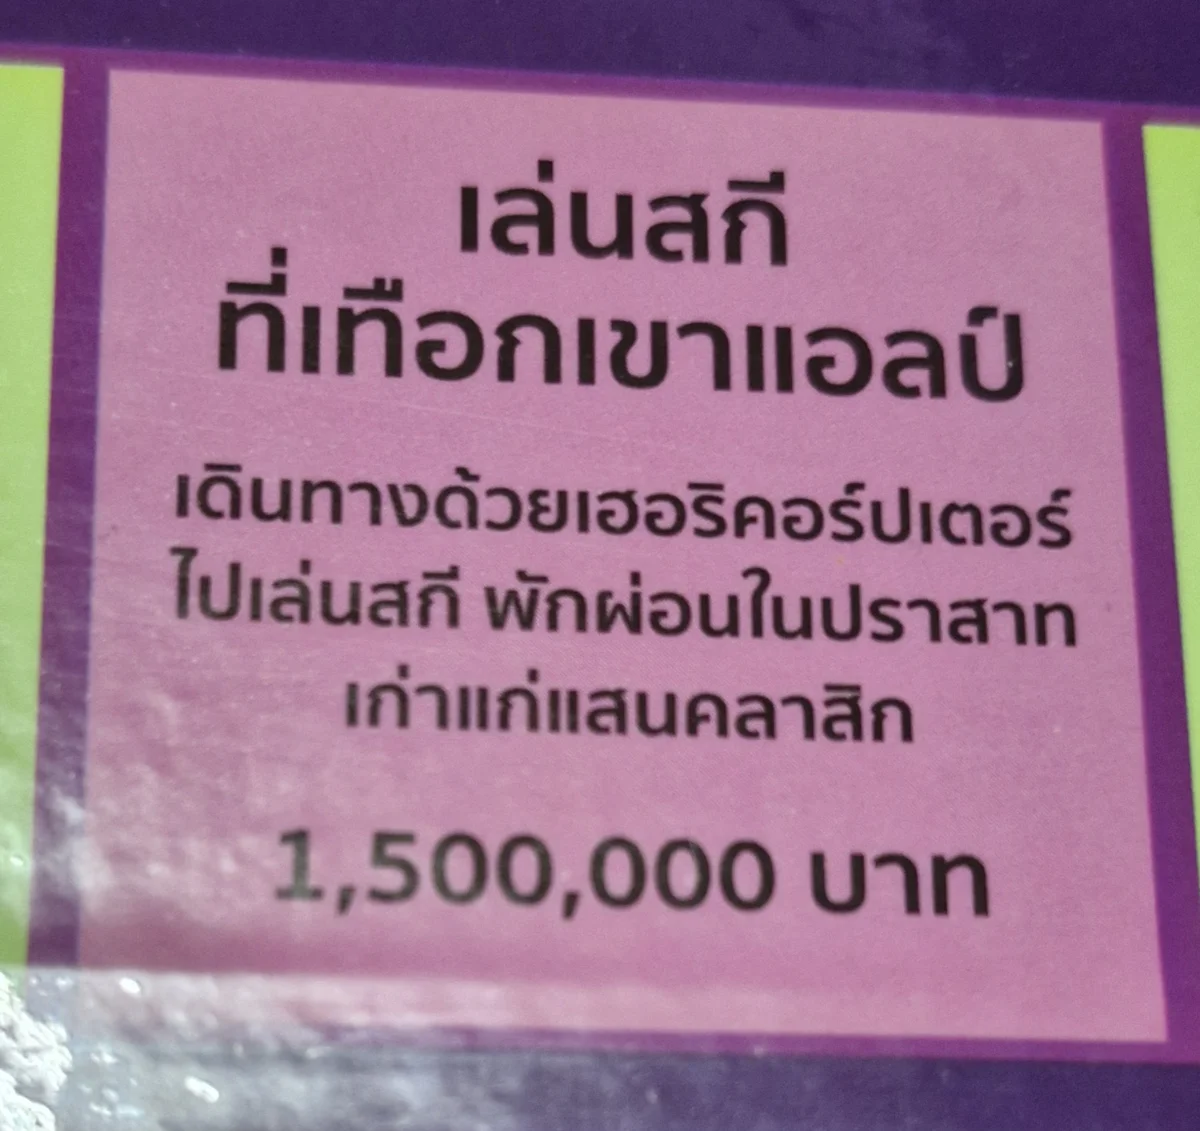 เล่นสกี
ที่เทือกเขาแอลป์
เดินทางด้วยเฮอริคอร์ปเตอร์
ไปเล่นสกี พักผ่อนในปราสาท
เก่าแก่แสนคลาสิก
1,500,000 บาท